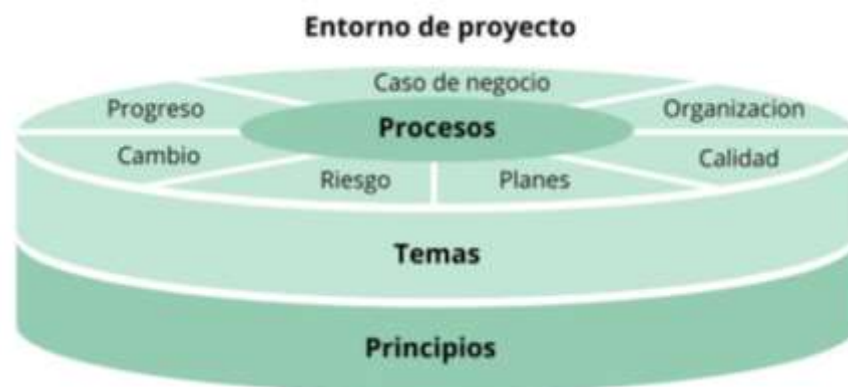 Entorno de proyecto
Caso de negocio
Progreso
Organizacion
Procesos
Cambio
Calidad
Riesgo
Planes
Temas
Principios